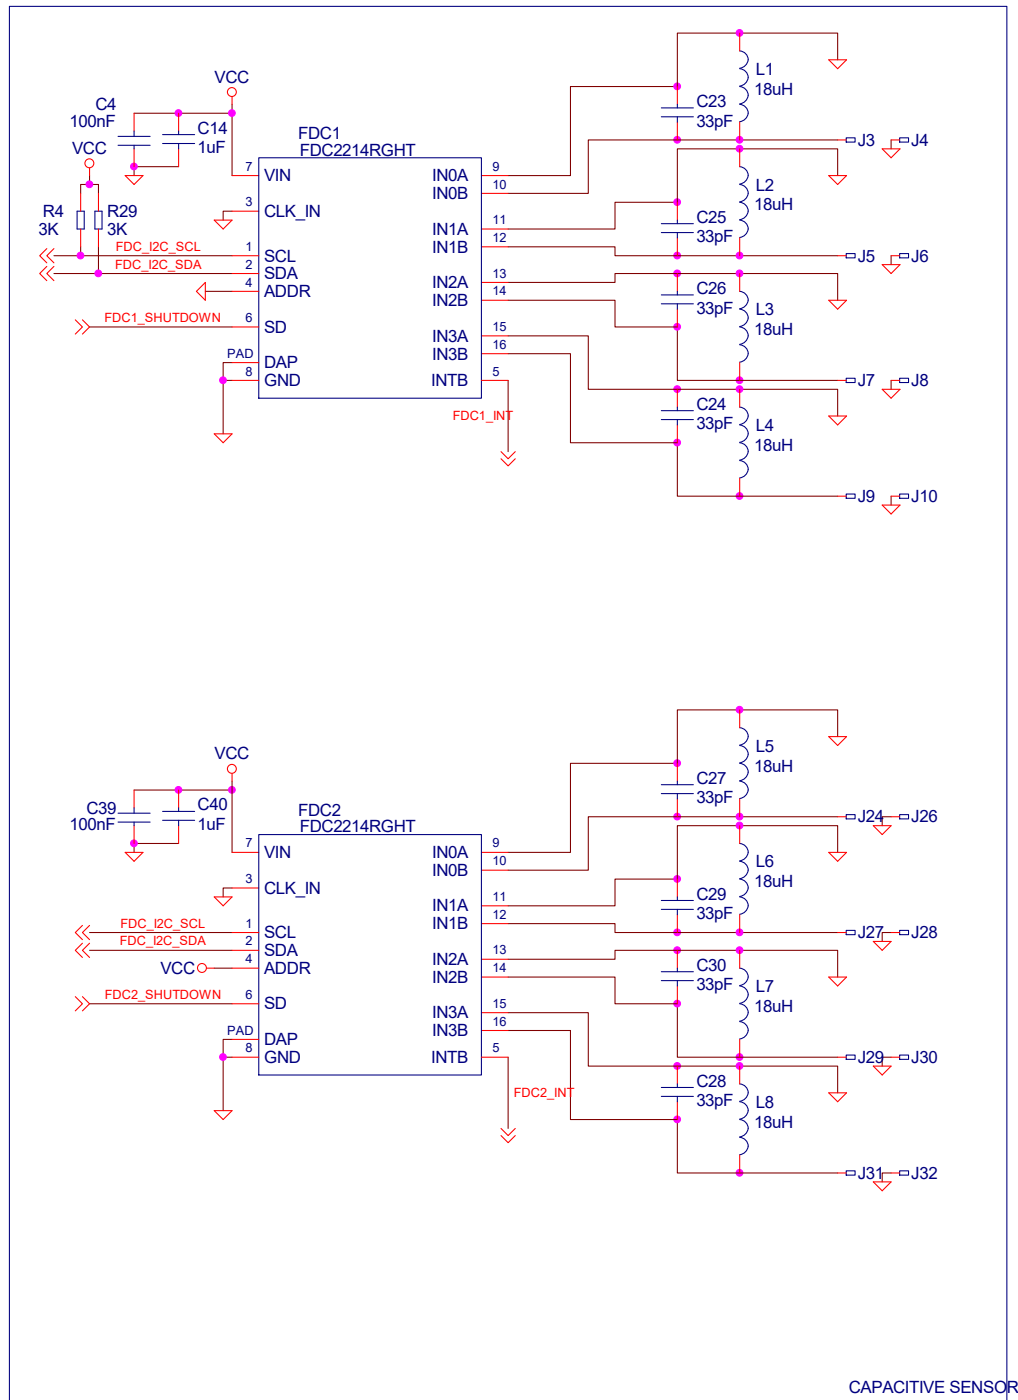 VCC
C4
100nF
C14
1uF
VCC
R4
3K
R29
3K
FDC1
FDC2214RGHT
7
VIN
3
CLK_IN
FDC_I2C_SCL
1
SCL
FDC_I2C_SDA
2
SDA
4
ADDR
FDC1_SHUTDOWN
6
SD
PAD
DAP
8
GND
IN0A
9
IN0B
10
IN1A
11
IN1B
12
IN2A
13
IN2B
14
IN3A
15
IN3B
16
INTB
5
FDC1_INT
L1
18uH
C23
33pF
J3
J4
L2
18uH
C25
33pF
J5
J6
C26
33pF
L3
18uH
J7
J8
C24
33pF
L4
18uH
J9
J10
VCC
C39
100nF
C40
1uF
FDC2
FDC2214RGHT
7
VIN
3
CLK_IN
FDC_I2C_SCL
1
SCL
FDC_I2C_SDA
2
SDA
VCC
4
ADDR
FDC2_SHUTDOWN
6
SD
PAD
DAP
8
GND
IN0A
9
IN0B
10
IN1A
11
IN1B
12
IN2A
13
IN2B
14
IN3A
15
IN3B
16
INTB
5
FDC2_INT
L5
18uH
C27
33pF
J24
J26
L6
18uH
C29
33pF
J27
J28
C30
33pF
L7
18uH
J29
J30
C28
33pF
L8
18uH
J31
J32
CAPACITIVE SENSOR